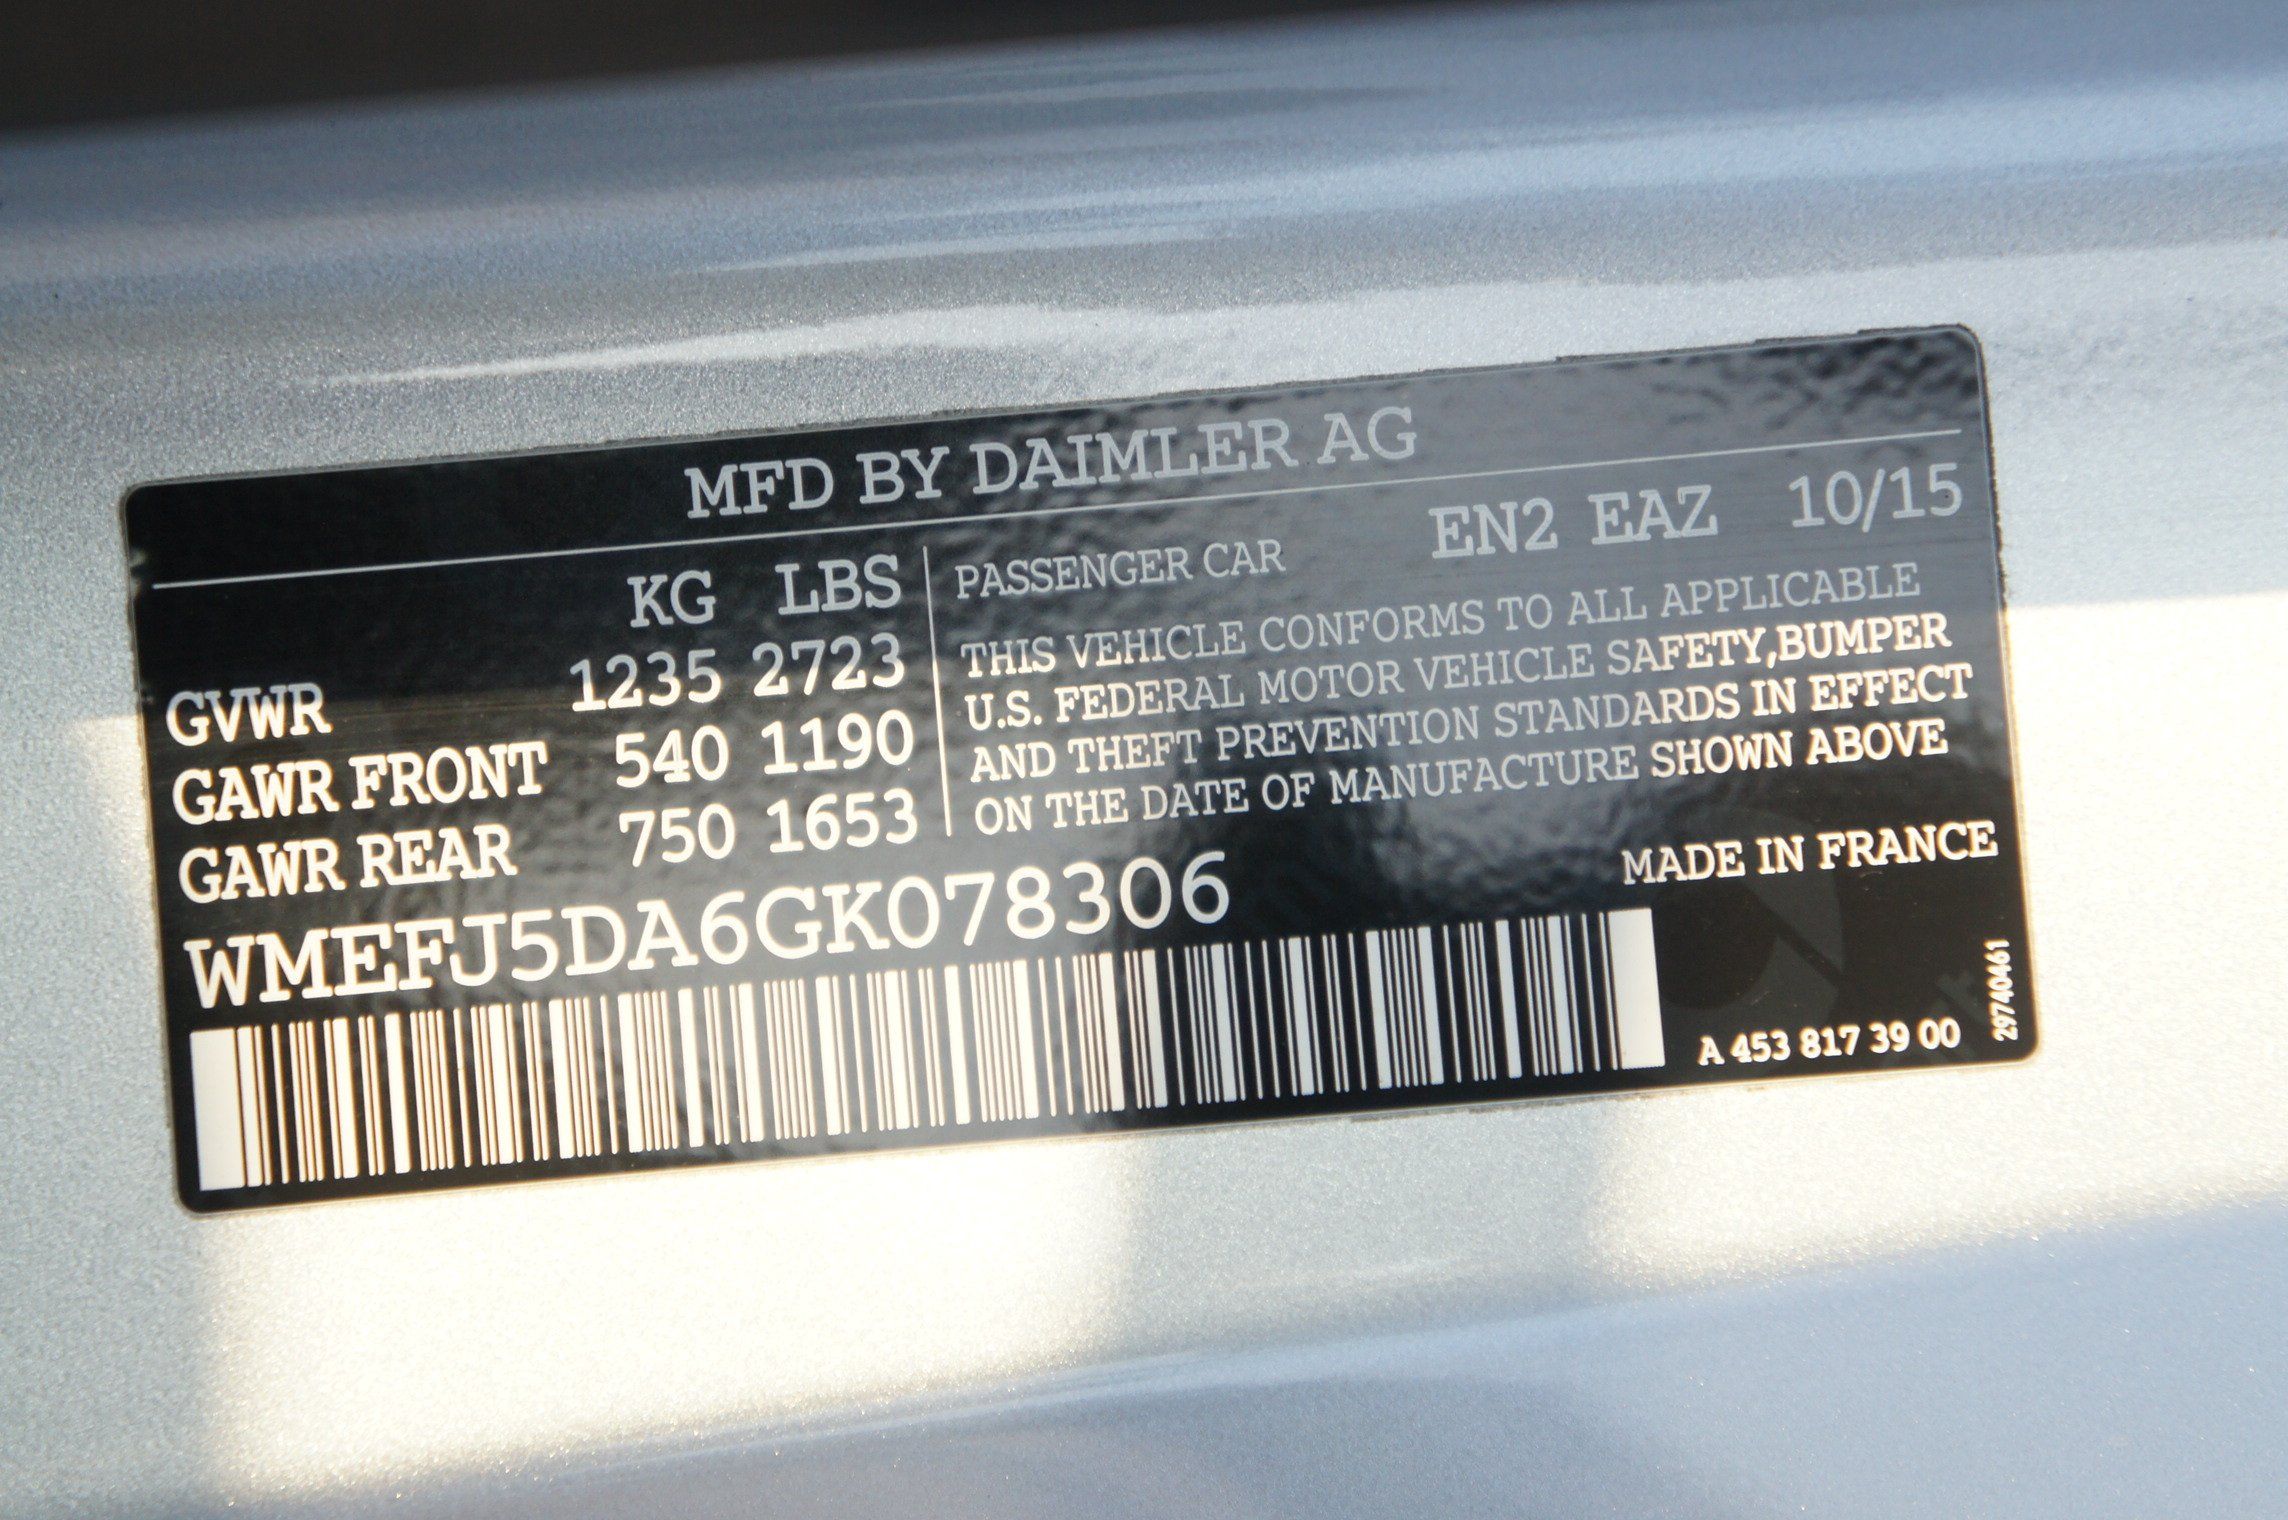 MFD BY DAIMLER AG
KG LBS
GVWR 1235 2723
GAWR FRONT 540 1190
GAWR REAR 750 1653
PASSENGER CAR EN2 EAZ 10/15
THIS VEHICLE CONFORMS TO ALL APPLICABLE
U.S. FEDERAL MOTOR VEHICLE SAFETY,BUMPER
AND THEFT PREVENTION STANDARDS IN EFFECT
ON THE DATE OF MANUFACTURE SHOWN ABOVE
WMEFJ5DA6GK078306
MADE IN FRANCE
A 453 817 39 00
29740461